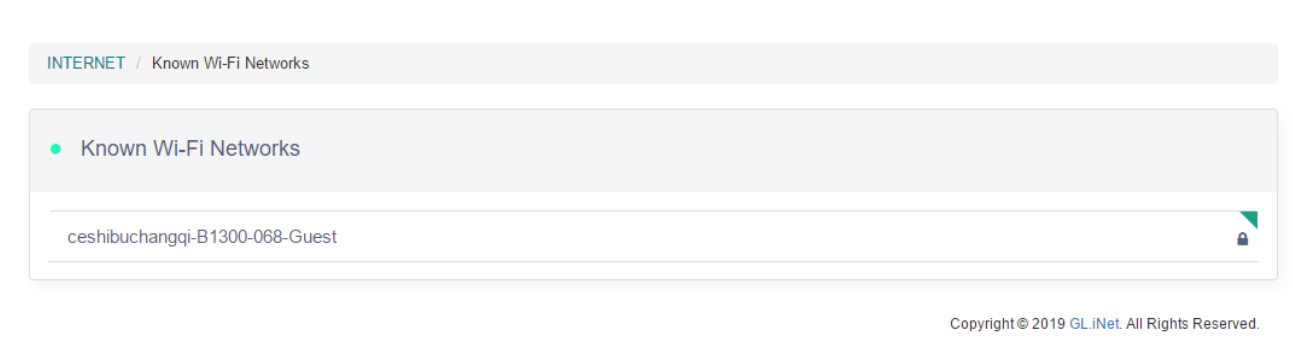 INTERNET / Known Wi-Fi Networks
Known Wi-Fi Networks
ceshibuchangqi-B1300-068-Guest
Copyright © 2019 GL.iNet. All Rights Reserved.